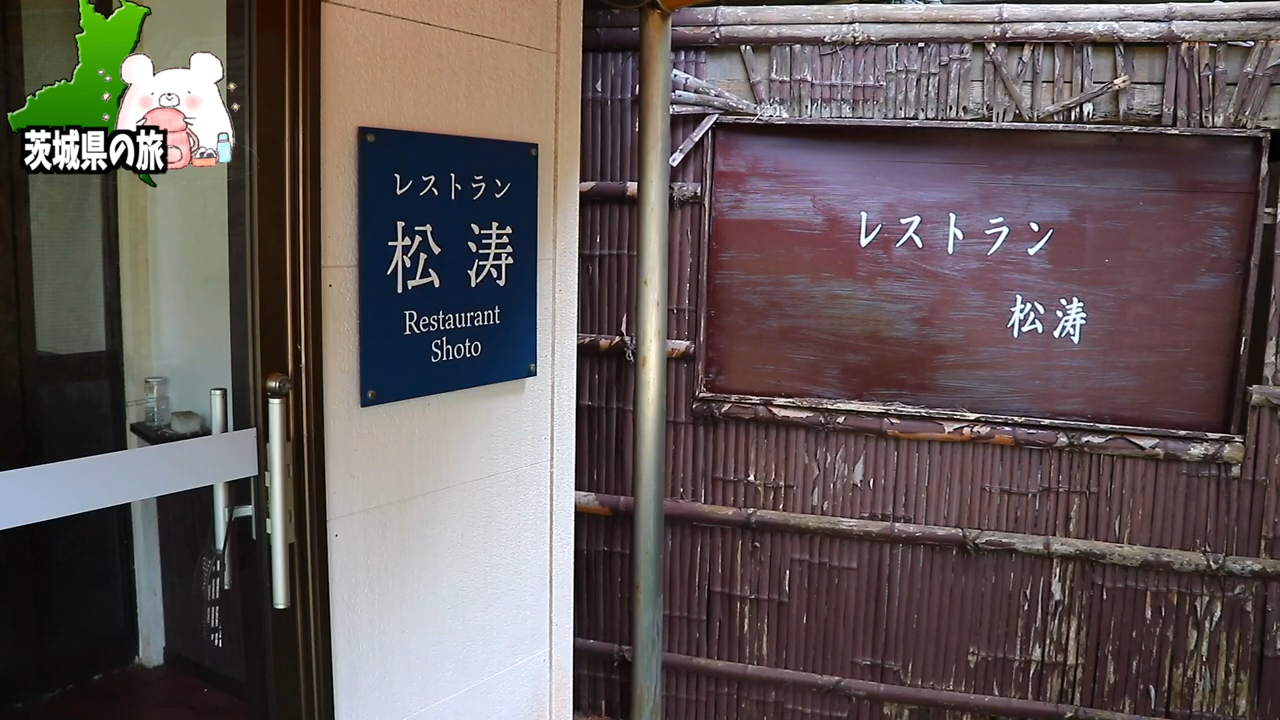 茨城県の旅
レストラン
松涛
Restaurant
Shoto
レストラン
松涛